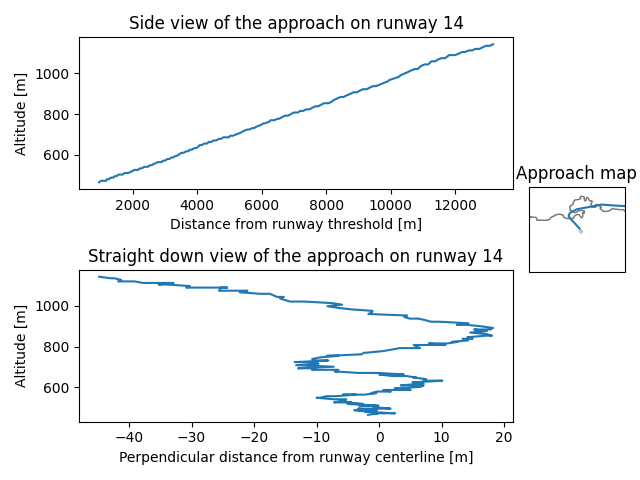 Side view of the approach on runway 14
1000
800
600
Altitude [m]
2000 4000 6000 8000 10000 12000
Distance from runway threshold [m]
Approach map
Straight down view of the approach on runway 14
1000
800
600
Altitude [m]
−40 −30 −20 −10 0 10 20
Perpendicular distance from runway centerline [m]